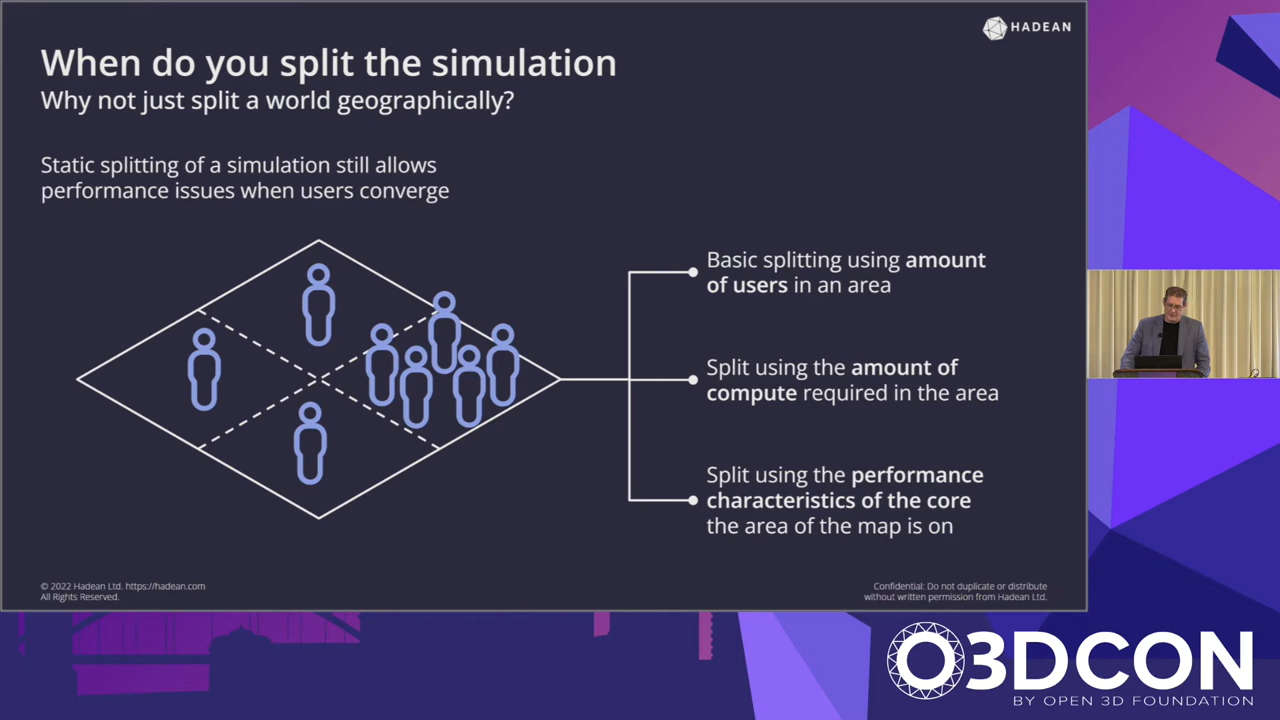 HADEAN
When do you split the simulation
Why not just split a world geographically?
Static splitting of a simulation still allows
performance issues when users converge
Basic splitting using amount
of users in an area
Split using the amount of
compute required in the area
Split using the performance
characteristics of the core
the area of the map is on
© 2022 Hadean Ltd. https://hadean.com
All Rights Reserved.
Confidential: Do not duplicate or distribute
without written permission from Hadean Ltd.
O3DCON
BY OPEN 3D FOUNDATION